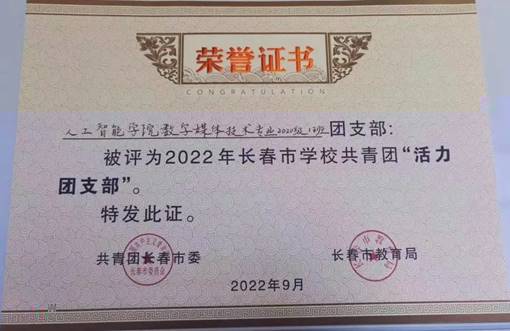 荣誉证书
CONGRATULATION
人工智能学院数字媒体技术专业2020级1班团支部：
被评为2022年长春市学校共青团“活力
团支部”。
特发此证。
共青团长春市委
长春市教育局
2022年9月